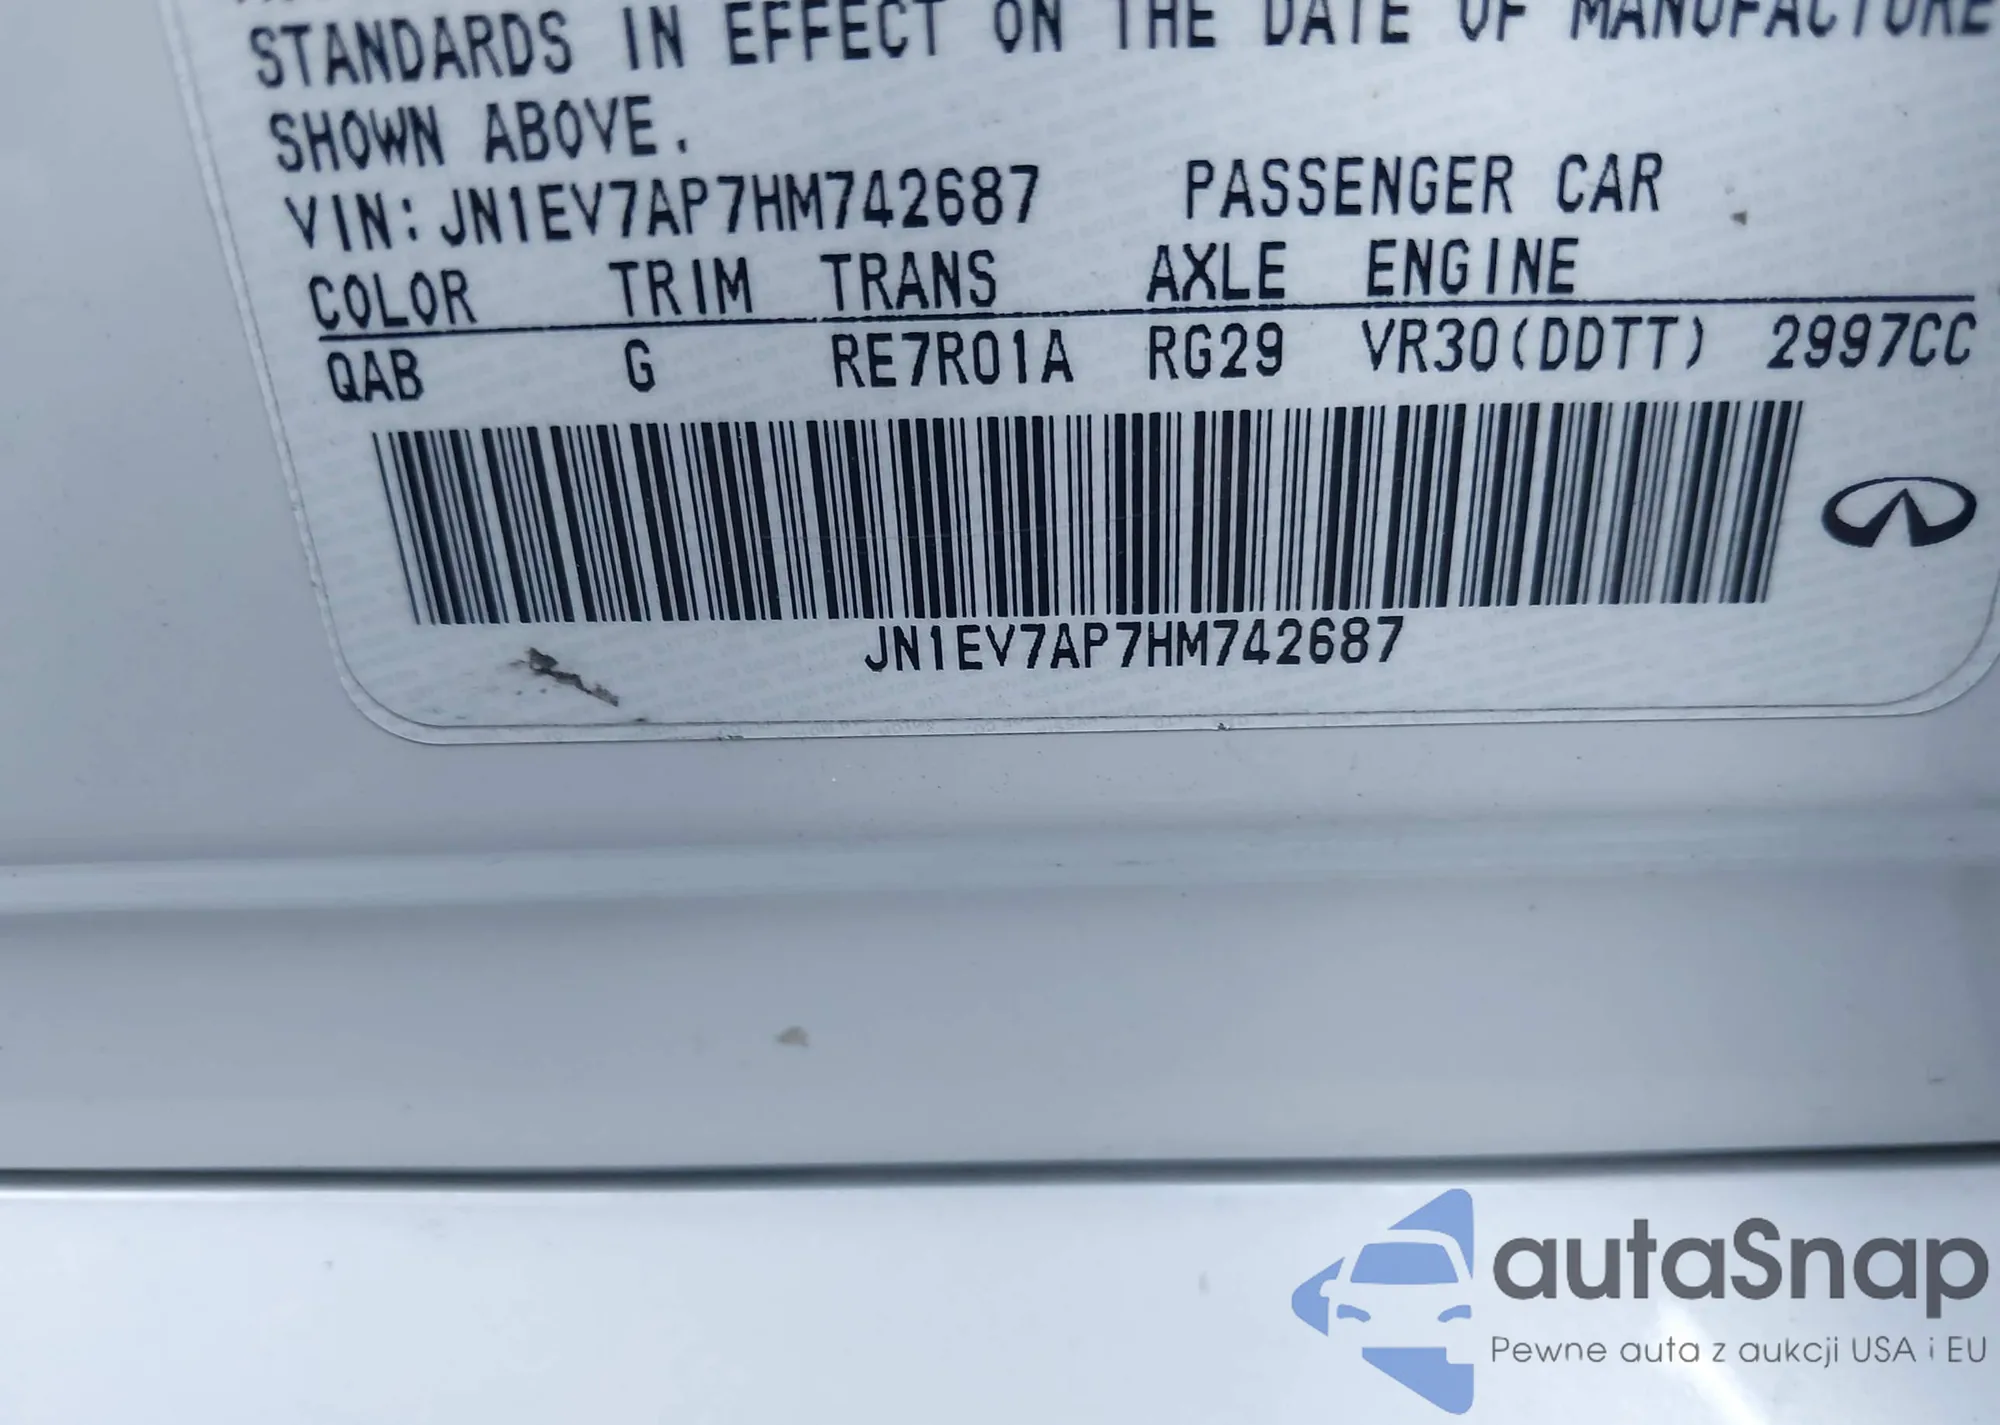 STANDARDS IN EFFECT ON THE DATE OF MANUFACTURE
SHOWN ABOVE.
VIN: JN1EV7AP7HM742687 PASSENGER CAR
COLOR TRIM TRANS AXLE ENGINE
QAB G RE7R01A RG29 VR30(DDTT) 2997CC
JN1EV7AP7HM742687
autaSnap
Pewne auta z aukcji USA i EU